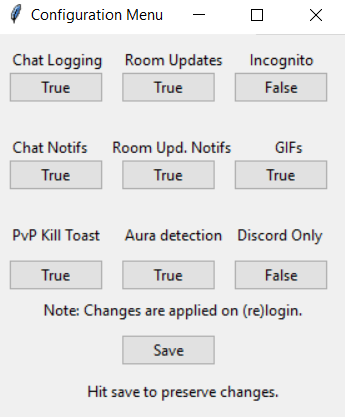 Configuration Menu
Chat Logging Room Updates Incognito
True True False
Chat Notifs Room Upd. Notifs GIFs
True True True
PvP Kill Toast Aura detection Discord Only
True True False
Note: Changes are applied on (re)login.
Save
Hit save to preserve changes.